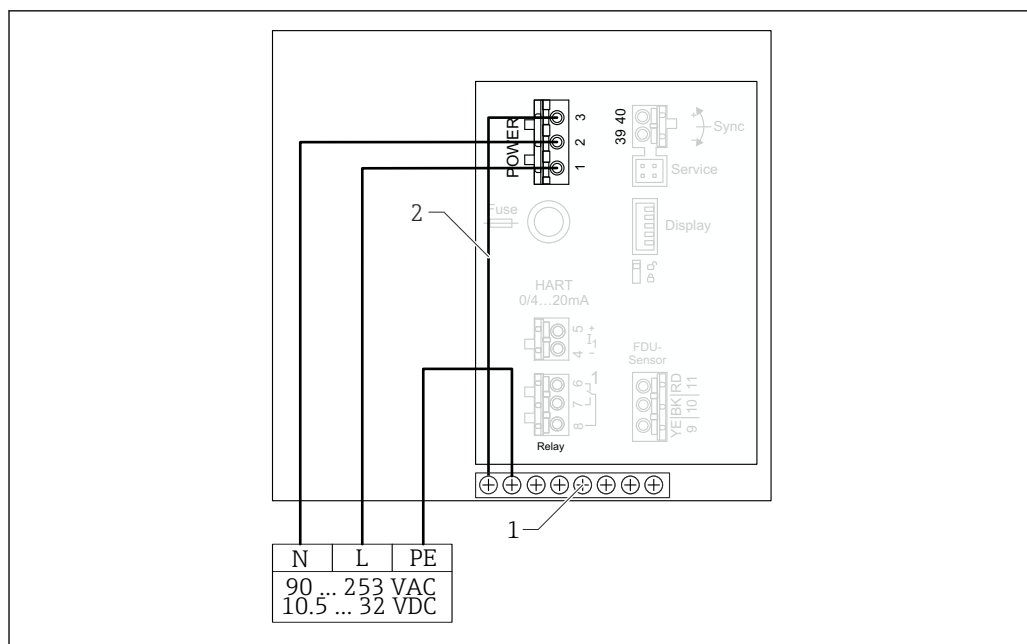 POWER
3
2
1
39 40
+
-
Sync
Service
Fuse
Display
2
HART
0/4...20mA
5 +
I1
4 -
FDU-
Sensor
6
7
8
1
YE|BK|RD
9 | 10 | 11
Relay
1
N L PE
90 ... 253 VAC
10.5 ... 32 VDC